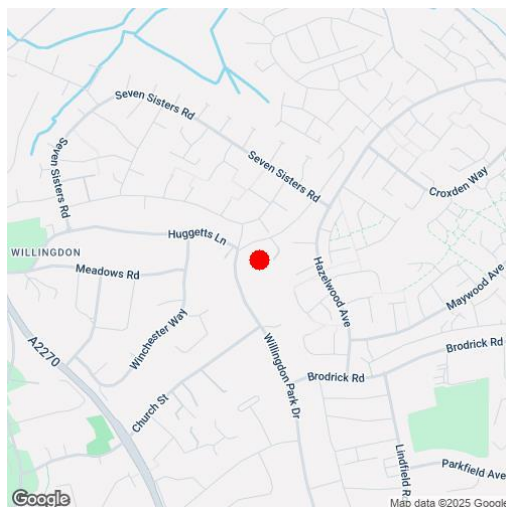 Seven Sisters Rd
Seven Sisters Rd
Seven Sisters Rd
Croxden Way
Huggetts Ln
WILLINGDON
Meadows Rd
Hazelwood Ave
Maywood Ave
Winchester Way
A2270
Willingdon Park Dr
Brodrick Rd
Brodrick Rd
Church St
Lindfield R
Parkfield Ave
Google
Map data ©2025 Google